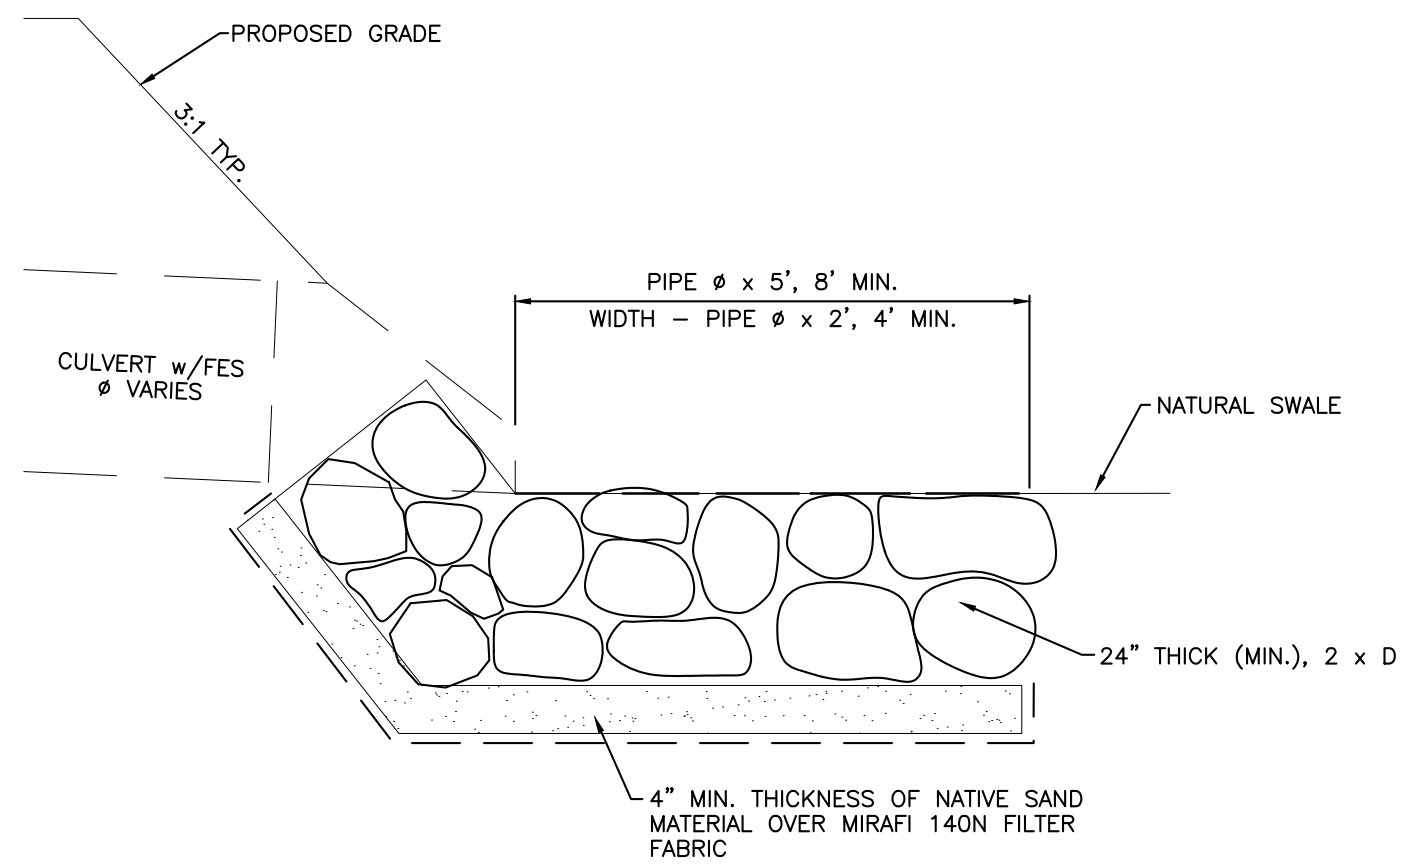 PROPOSED GRADE
3:1 TYP.
PIPE ø x 5', 8' MIN.
WIDTH – PIPE ø x 2', 4' MIN.
CULVERT w/FES
ø VARIES
NATURAL SWALE
24" THICK (MIN.), 2 x D
4" MIN. THICKNESS OF NATIVE SAND
MATERIAL OVER MIRAFI 140N FILTER
FABRIC